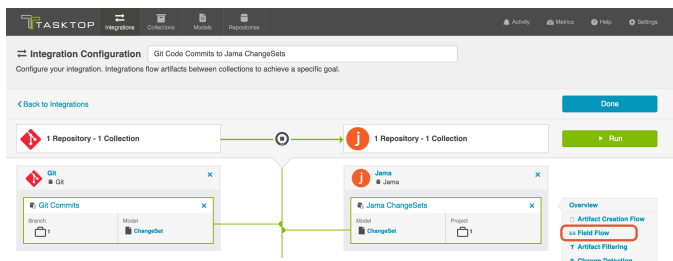 TASKTOP
Integrations
Collections
Models
Repositories
Activity
Metrics
Help
Settings
Integration Configuration
Git Code Commits to Jama ChangeSets
Configure your integration. Integrations flow artifacts between collections to achieve a specific goal.
Back to Integrations
Done
1 Repository - 1 Collection
1 Repository - 1 Collection
Run
Git
Git
Jama
Jama
Git Commits
Jama ChangeSets
Overview
Branch
Model
Model
Project
1
ChangeSet
ChangeSet
1
Artifact Creation Flow
Field Flow
Artifact Filtering
Change Detection